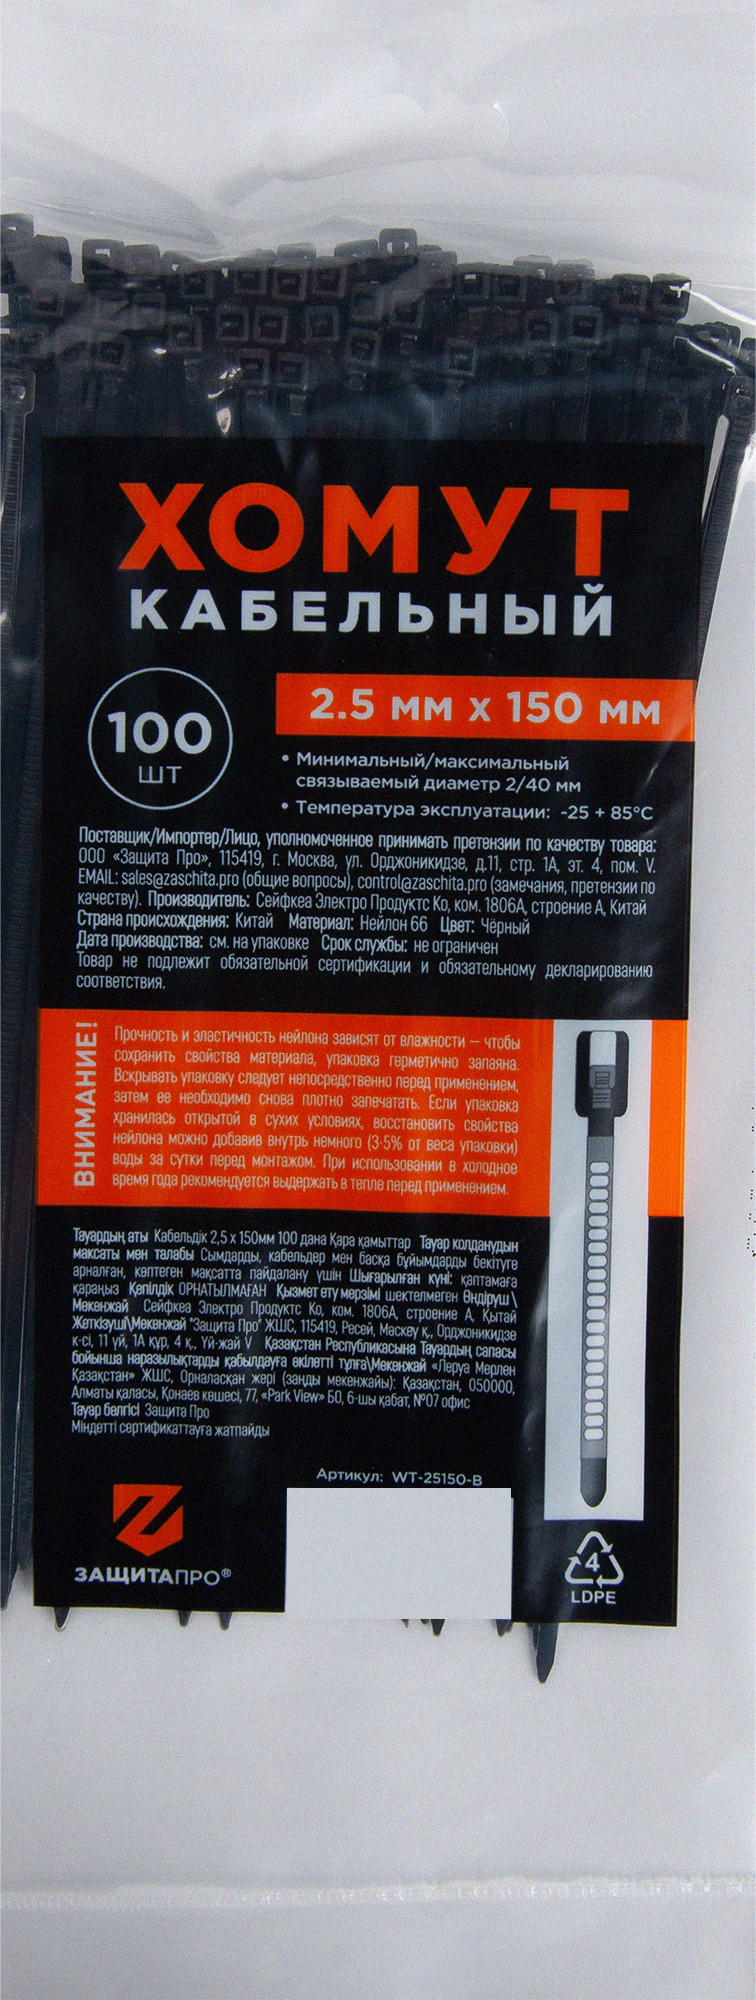 ХОМУТ
КАБЕЛЬНЫЙ
100
ШТ
2.5 мм х 150 мм
• Минимальный/максимальный
связываемый диаметр 2/40 мм
• Температура эксплуатации: -25 + 85°С
Поставщик/Импортер/Лицо, уполномоченное принимать претензии по качеству товара:
ООО «Защита Про», 115419, г. Москва, ул. Орджоникидзе, д.11, стр. 1А, эт. 4, пом. V.
EMAIL: sales@zaschita.pro (общие вопросы), control@zaschita.pro (замечания, претензии по
качеству). Производитель: Сейфкеа Электро Продуктс Ко, ком. 1806А, строение А, Китай
Страна происхождения: Китай Материал: Нейлон 66 Цвет: Чёрный
Дата производства: см. на упаковке Срок службы: не ограничен
Товар не подлежит обязательной сертификации и обязательному декларированию
соответствия.
ВНИМАНИЕ!
Прочность и эластичность нейлона зависят от влажности — чтобы
сохранить свойства материала, упаковка герметично запаяна.
Вскрывать упаковку следует непосредственно перед применением,
затем ее необходимо снова плотно запечатать. Если упаковка
хранилась открытой в сухих условиях, восстановить свойства
нейлона можно добавив внутрь немного (3-5% от веса упаковки)
воды за сутки перед монтажом. При использовании в холодное
время года рекомендуется выдержать в тепле перед применением.
Тауардың аты Кабельдік 2,5 х 150мм 100 дана Қара қамыттар Тауар қолданудын
мақсаты мен талабы Сымдарды, кабельдер мен басқа бұйымдарды бекітуге
арналған, көптеген мақсатта пайдалану үшін Шығарылған күні: қаптамаға
қараңыз Кепілдік ОРНАТЫЛМАҒАН Қызмет ету мерзімі шектелмеген Өндіруш \
Мекенжай Сейфкеа Электро Продуктс Ко, ком. 1806А, строение А, Қытай
Жеткізуші\Мекенжай "Защита Про" ЖШС, 115419, Ресей, Маскеу қ., Орджоникидзе
к-сі, 11 үй, 1А құр, 4 қ., Үй-жай V Қазақстан Республикасына Тауардың сапасы
бойынша наразылықтарды қабылдауға өкілетті тұлға\Мекенжай «Леруа Мерлен
Қазақстан» ЖШС, Орналасқан жері (заңды мекенжайы): Қазақстан, 050000,
Алматы қаласы, Қонаев көшесі, 77, «Park View» БО, 6-шы қабат, №07 офис
Тауар белгісі Защита Про
Міндетті сертификаттауға жатпайды
Артикул: WT-25150-B
ЗАЩИТАПРО®
4
LDPE